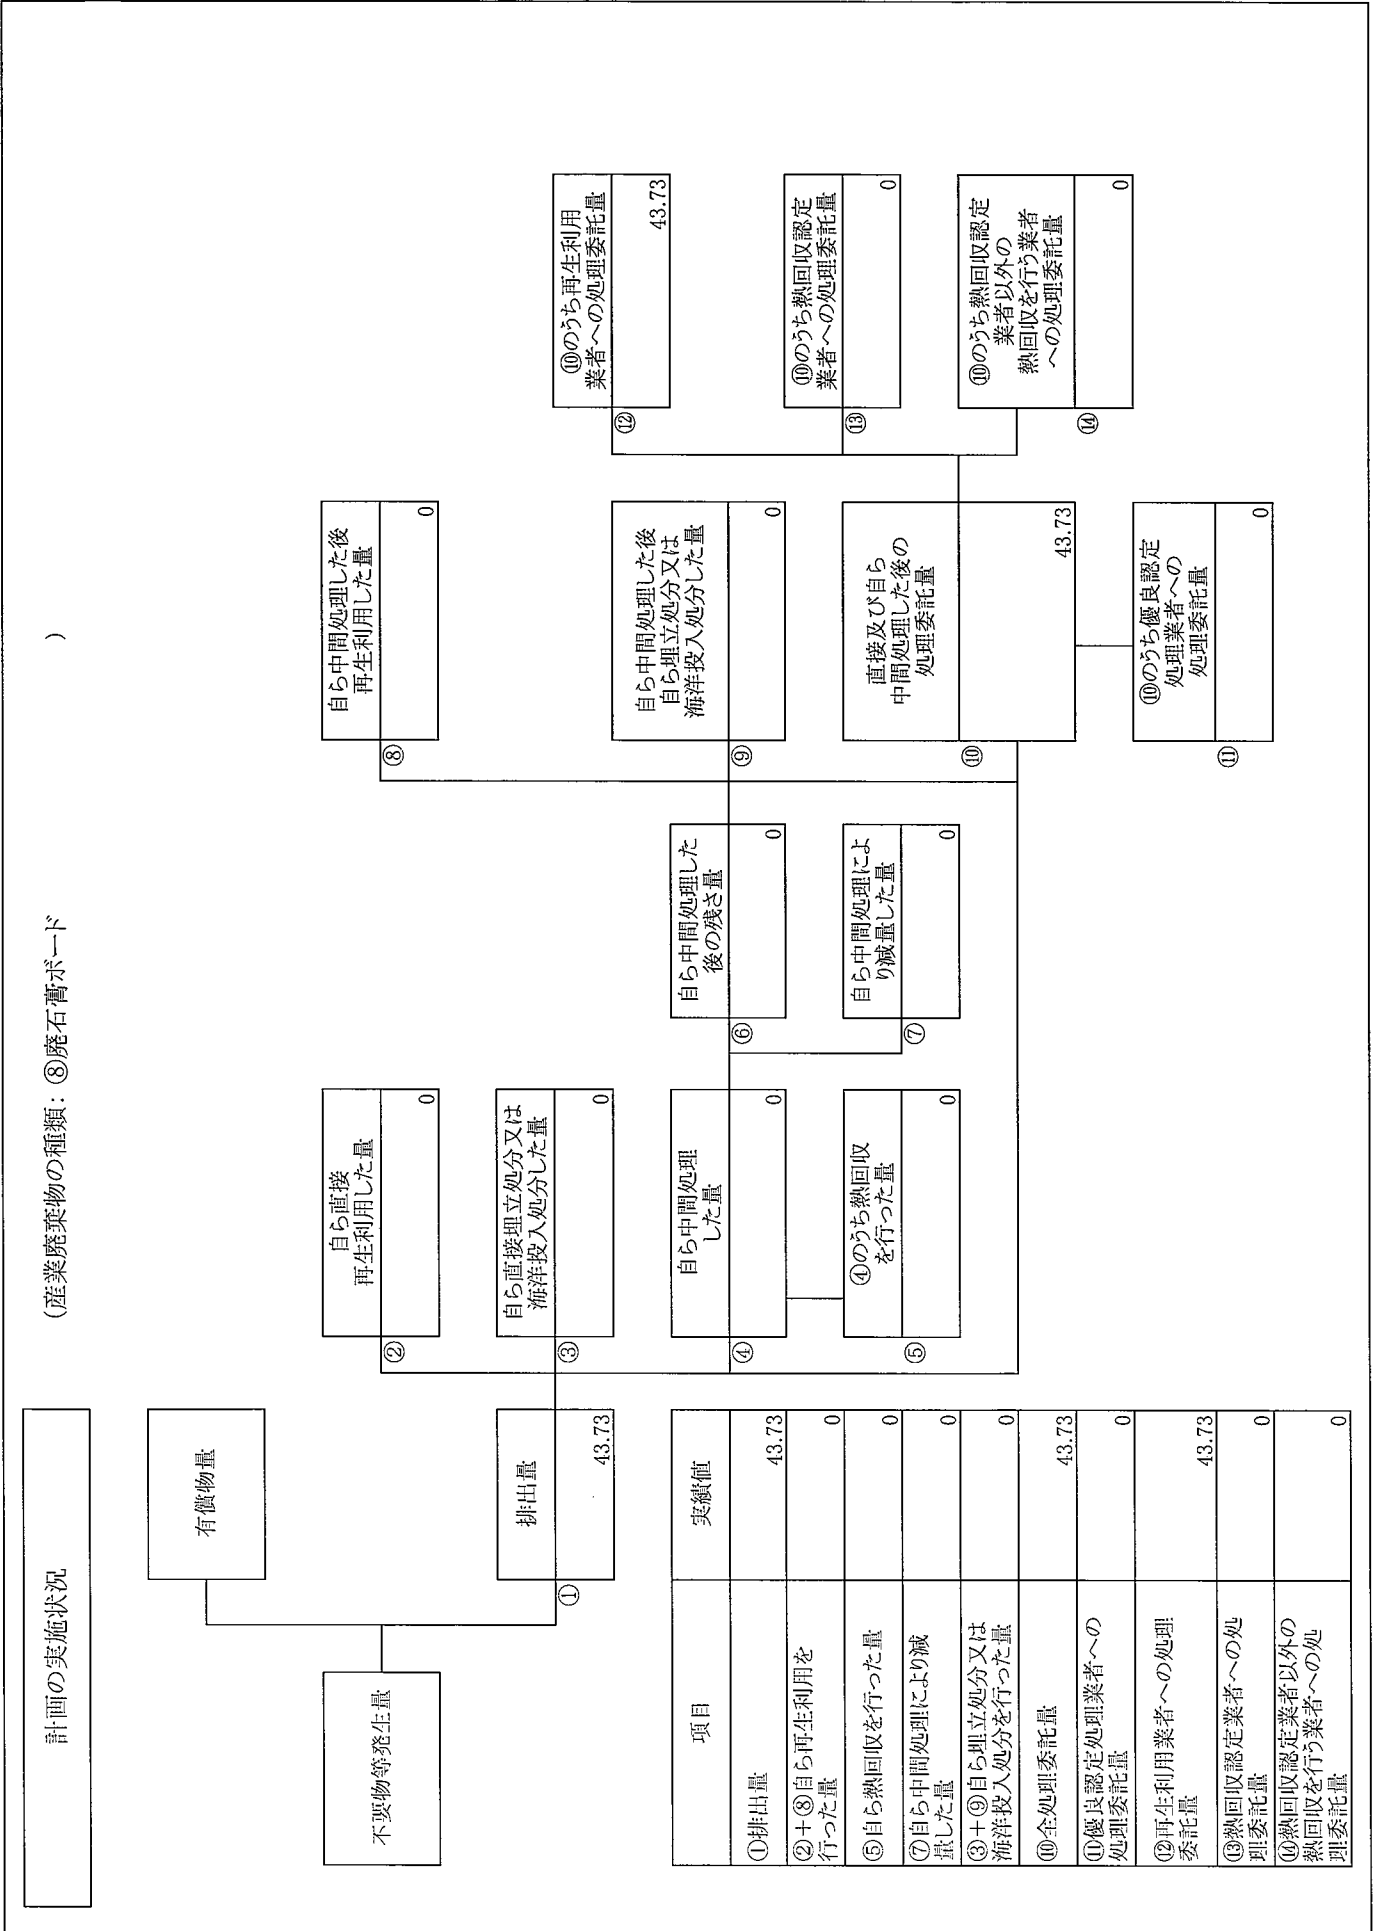 計画の実施状況
(産業廃棄物の種類:⑧廃石膏ボード
)
不要物等発生量
有償物量
①
排出量
43.73
②
自ら直接
再生利用した量
0
③
自ら直接埋立処分又は
海洋投入処分した量
0
④
自ら中間処理
した量
0
⑤
④のうち熱回収
を行った量
0
⑥
自ら中間処理した
後の残さ量
0
⑦
自ら中間処理によ
り減量した量
0
⑧
自ら中間処理した後
再生利用した量
0
⑨
自ら中間処理した後
自ら埋立処分又は
海洋投入処分した量
0
⑩
直接及び自ら
中間処理した後の
処理委託量
43.73
⑪
⑩のうち優良認定
処理業者への
処理委託量
0
⑫
⑩のうち再生利用
業者への処理委託量
43.73
⑬
⑩のうち熱回収認定
業者への処理委託量
0
⑭
⑩のうち熱回収認定
業者以外の
熱回収を行う業者
への処理委託量
0
項目
実績値
①排出量
43.73
②+⑧自ら再生利用を
行った量
0
⑤自ら熱回収を行った量
0
⑦自ら中間処理により減
量した量
0
③+⑨自ら埋立処分又は
海洋投入処分を行った量
0
⑩全処理委託量
43.73
⑪優良認定処理業者への
処理委託量
0
⑫再生利用業者への処理
委託量
43.73
⑬熱回収認定業者への処
理委託量
0
⑭熱回収認定業者以外の
熱回収を行う業者への処
理委託量
0